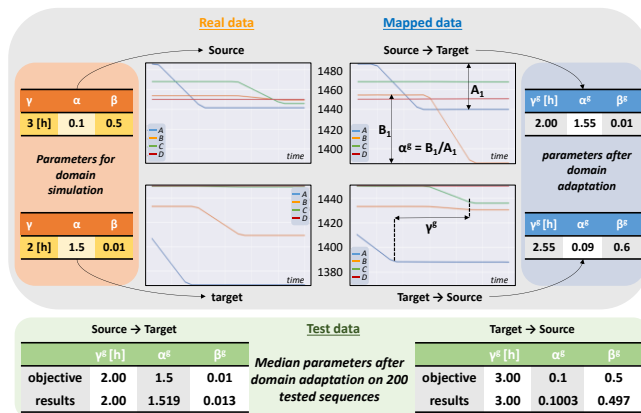 Real data
Mapped data
Source
Source → Target
γ α β
3 [h] 0.1 0.5
Parameters for
domain
simulation
γ α β
2 [h] 1.5 0.01
A
B
C
D
time
1480
1460
1440
1420
1400
A₁
B₁
αᵍ = B₁/A₁
A
B
C
D
time
γᵍ [h] αᵍ βᵍ
2.00 1.55 0.01
parameters after
domain
adaptation
γᵍ [h] αᵍ βᵍ
2.55 0.09 0.6
A
B
C
D
time
1440
1420
1400
1380
γᵍ
A
B
C
D
time
target
Target → Source
Source → Target
Test data
Target → Source
γᵍ [h] αᵍ βᵍ
objective 2.00 1.5 0.01
results 2.00 1.519 0.013
Median parameters after
domain adaptation on 200
tested sequences
γᵍ [h] αᵍ βᵍ
objective 3.00 0.1 0.5
results 3.00 0.1003 0.497